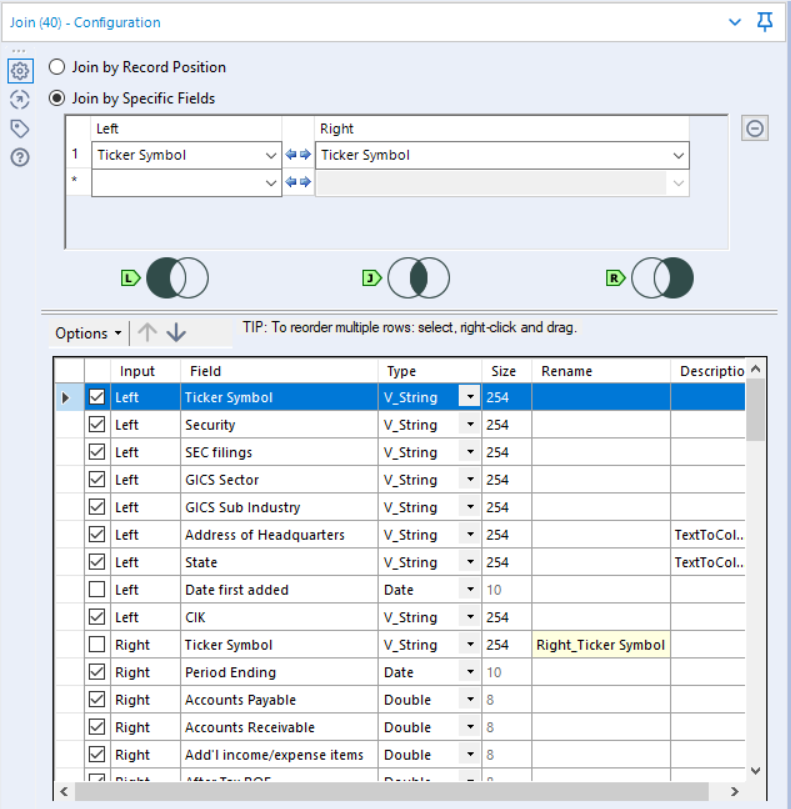 Join (40) - Configuration
Join by Record Position
Join by Specific Fields
Left Right
1 Ticker Symbol Ticker Symbol
*
L J R
Options TIP: To reorder multiple rows: select, right-click and drag.
Input Field Type Size Rename Descriptio
Left Ticker Symbol V_String 254
Left Security V_String 254
Left SEC filings V_String 254
Left GICS Sector V_String 254
Left GICS Sub Industry V_String 254
Left Address of Headquarters V_String 254 TextToCol...
Left State V_String 254 TextToCol...
Left Date first added Date 10
Left CIK V_String 254
Right Ticker Symbol V_String 254 Right_Ticker Symbol
Right Period Ending Date 10
Right Accounts Payable Double 8
Right Accounts Receivable Double 8
Right Add'l income/expense items Double 8
Right After Tax ROE Double 8